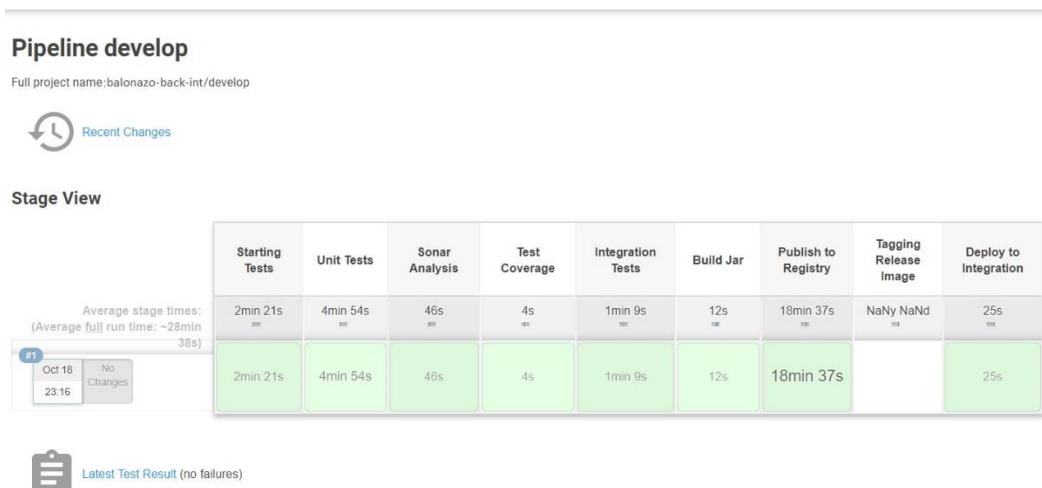 Pipeline develop
Full project name:balonazo-back-int/develop
Recent Changes
Stage View
Starting
Tests
Unit Tests
Sonar
Analysis
Test
Coverage
Integration
Tests
Build Jar
Publish to
Registry
Tagging
Release
Image
Deploy to
Integration
Average stage times:
(Average full run time: ~28min
38s)
2min 21s
4min 54s
46s
4s
1min 9s
12s
18min 37s
NaNy NaNd
25s
#1
Oct 18
23:16
No
Changes
2min 21s
4min 54s
46s
4s
1min 9s
12s
18min 37s
25s
Latest Test Result (no failures)